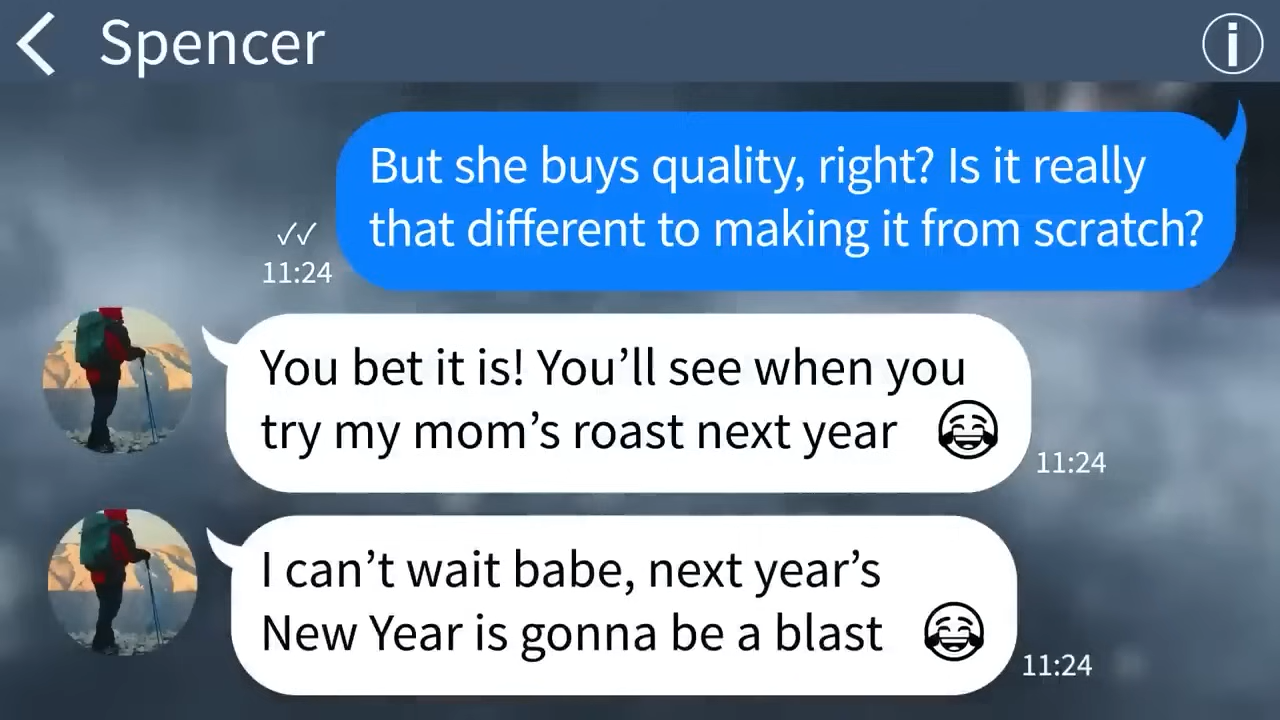 Spencer
But she buys quality, right? Is it really
that different to making it from scratch?
11:24
You bet it is! You’ll see when you
try my mom’s roast next year 😂
11:24
I can’t wait babe, next year’s
New Year is gonna be a blast 😂
11:24